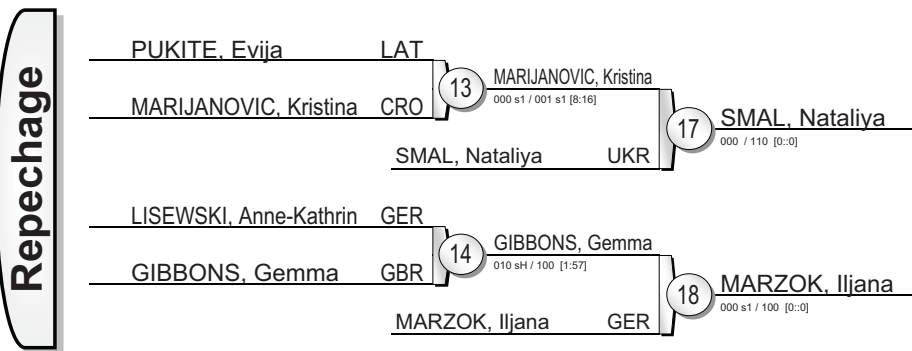 Repechage
PUKITE, Evija LAT
13
MARIJANOVIC, Kristina
000 s1 / 001 s1 [8:16]
MARIJANOVIC, Kristina CRO
17
SMAL, Nataliya
000 / 110 [0::0]
SMAL, Nataliya UKR
LISEWSKI, Anne-Kathrin GER
14
GIBBONS, Gemma
010 sH / 100 [1:57]
GIBBONS, Gemma GBR
18
MARZOK, Iljana
000 s1 / 100 [0::0]
MARZOK, Iljana GER